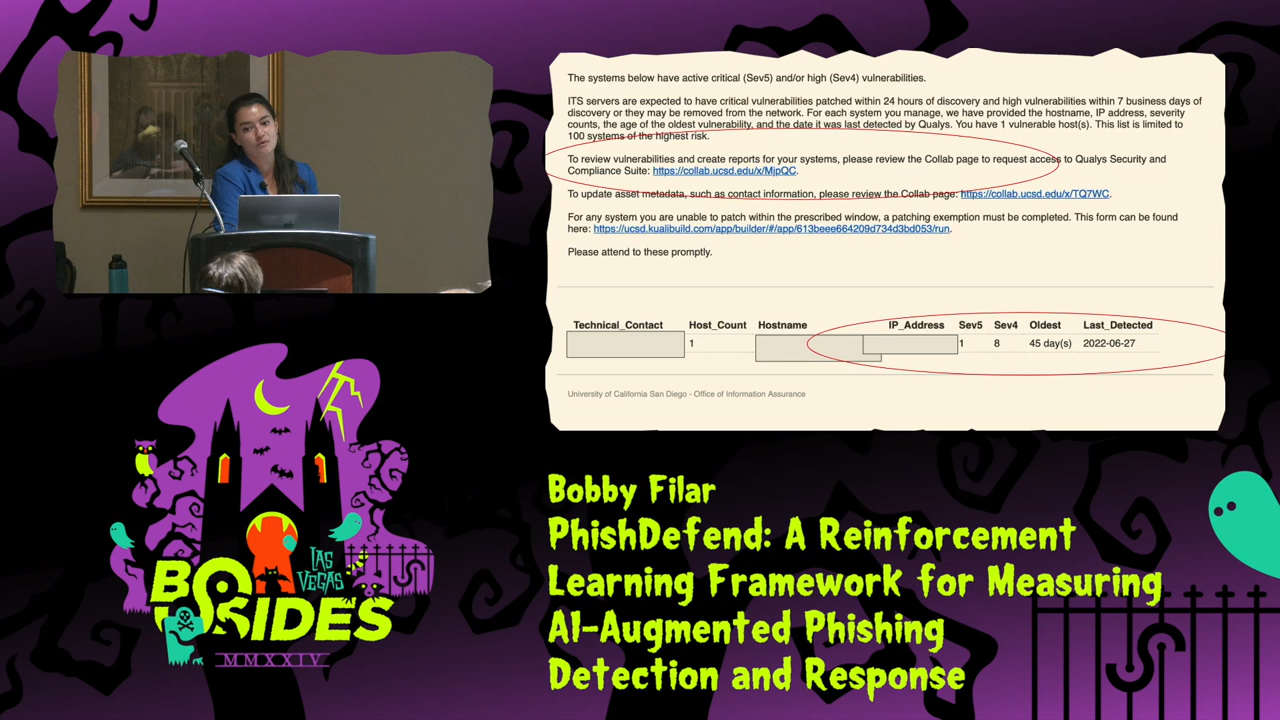 The systems below have active critical (Sev5) and/or high (Sev4) vulnerabilities.
ITS servers are expected to have critical vulnerabilities patched within 24 hours of discovery and high vulnerabilities within 7 business days of
discovery or they may be removed from the network. For each system you manage, we have provided the hostname, IP address, severity
counts, the age of the oldest vulnerability, and the date it was last detected by Qualys. You have 1 vulnerable host(s). This list is limited to
100 systems of the highest risk.
To review vulnerabilities and create reports for your systems, please review the Collab page to request access to Qualys Security and
Compliance Suite: https://collab.ucsd.edu/x/MjpQC.
To update asset metadata, such as contact information, please review the Collab page: https://collab.ucsd.edu/x/TQ7WC.
For any system you are unable to patch within the prescribed window, a patching exemption must be completed. This form can be found
here: https://ucsd.kualibuild.com/app/builder/#/app/613beee664209d734d3bd053/run.
Please attend to these promptly.
Technical_Contact Host_Count Hostname IP_Address Sev5 Sev4 Oldest Last_Detected
1 1 8 45 day(s) 2022-06-27
University of California San Diego - Office of Information Assurance
LAS
VEGAS
BSIDES
MMXXIV
Bobby Filar
PhishDefend: A Reinforcement
Learning Framework for Measuring
AI-Augmented Phishing
Detection and Response